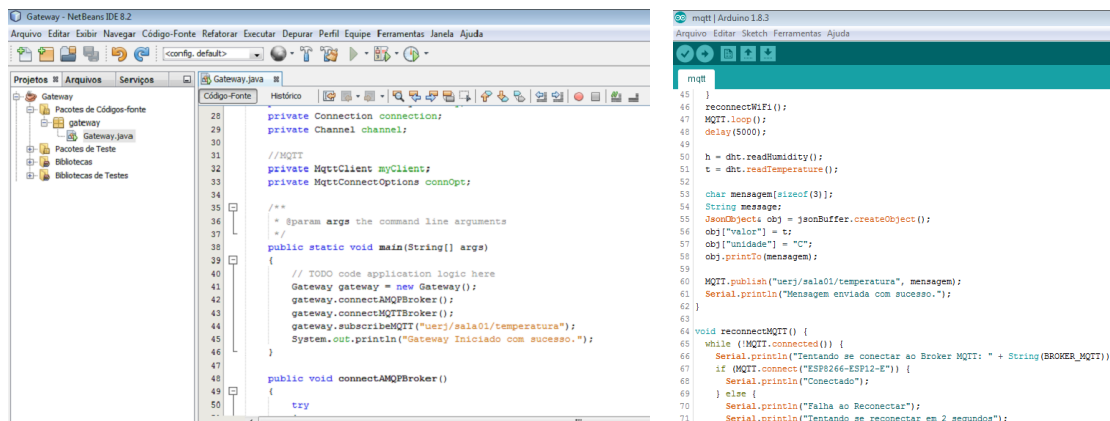 Gateway - NetBeans IDE 8.2
Arquivo Editar Exibir Navegar Código-Fonte Refatorar Executar Depurar Perfil Equipe Ferramentas Janela Ajuda
<config. default>
Projetos Arquivos Serviços
Gateway
Pacotes de Códigos-fonte
gateway
Gateway.java
Pacotes de Teste
Bibliotecas
Bibliotecas de Testes
Gateway.java
Código-Fonte Histórico
28 private Connection connection;
29 private Channel channel;
30
31 //MQTT
32 private MqttClient myClient;
33 private MqttConnectOptions connOpt;
34
35 /**
36 * @param args the command line arguments
37 */
38 public static void main(String[] args)
39 {
40 // TODO code application logic here
41 Gateway gateway = new Gateway();
42 gateway.connectAMQPBroker();
43 gateway.connectMQTTBroker();
44 gateway.subscribeMQTT("uerj/sala01/temperatura");
45 System.out.println("Gateway Iniciado com sucesso.");
46 }
47
48 public void connectAMQPBroker()
49 {
50 try
mqtt | Arduino 1.8.3
Arquivo Editar Sketch Ferramentas Ajuda
mqtt
45 }
46 reconnectWiFi();
47 MQTT.loop();
48 delay(5000);
49
50 h = dht.readHumidity();
51 t = dht.readTemperature();
52
53 char mensagem[sizeof(3)];
54 String message;
55 JsonObject& obj = jsonBuffer.createObject();
56 obj["valor"] = t;
57 obj["unidade"] = "C";
58 obj.printTo(mensagem);
59
60 MQTT.publish("uerj/sala01/temperatura", mensagem);
61 Serial.println("Mensagem enviada com sucesso.");
62 }
63
64 void reconnectMQTT() {
65 while (!MQTT.connected()) {
66 Serial.println("Tentando se conectar ao Broker MQTT: " + String(BROKER_MQTT))
67 if (MQTT.connect("ESP8266-ESP12-E")) {
68 Serial.println("Conectado");
69 } else {
70 Serial.println("Falha ao Reconectar");
71 Serial.println("Tentando se reconectar em 2 segundos");